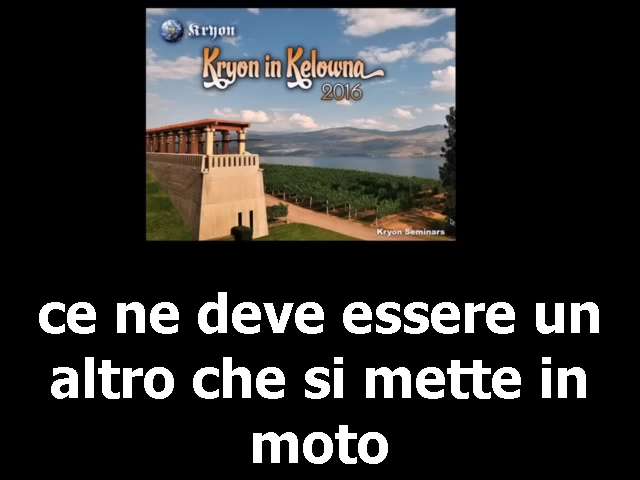 Kryon
Kryon in Kelowna
2016
Kryon Seminars
ce ne deve essere un
altro che si mette in
moto